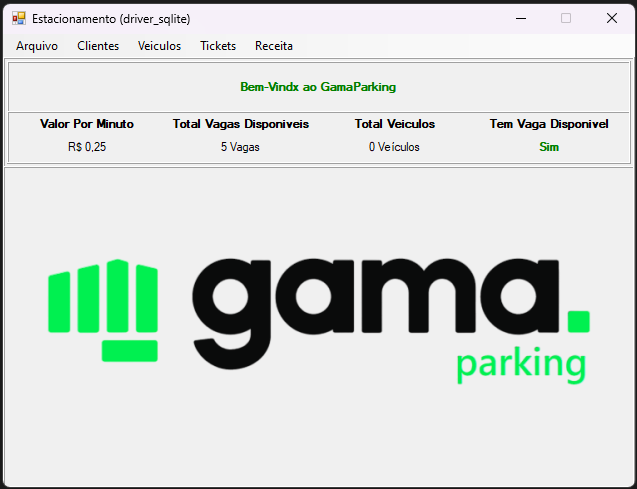 Estacionamento (driver_sqlite)
Arquivo Clientes Veiculos Tickets Receita
Bem-Vindx ao GamaParking
Valor Por Minuto Total Vagas Disponiveis Total Veiculos Tem Vaga Disponivel
R$ 0,25 5 Vagas 0 Veículos Sim
gama.
parking